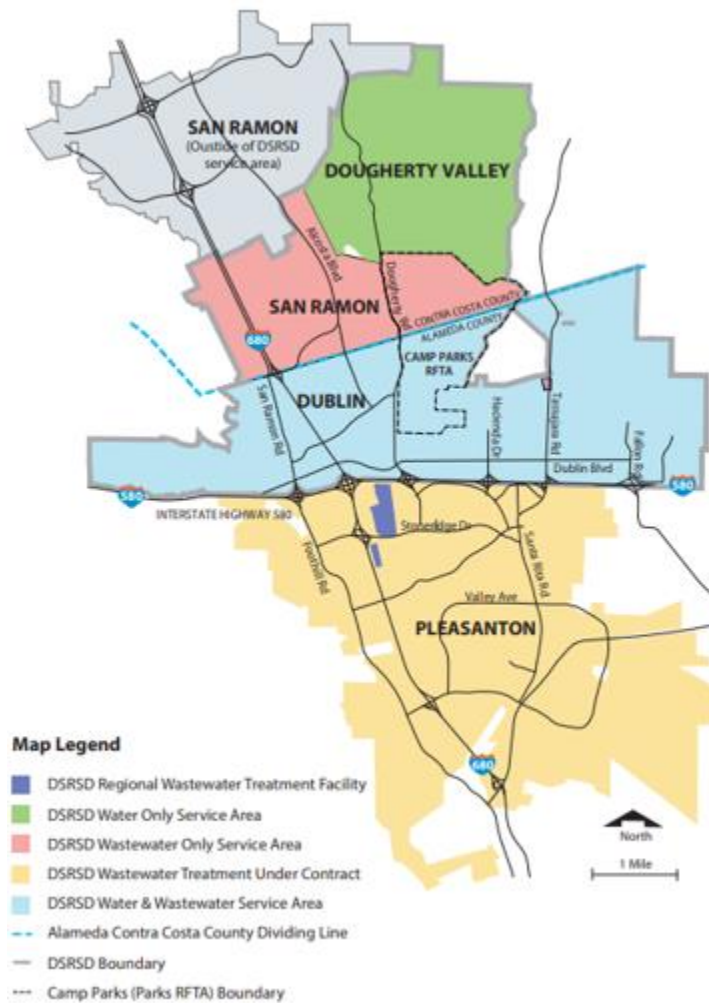 SAN RAMON
(Oustide of DSRSD
service area)
DOUGHERTY VALLEY
Alcosta Blvd
Dougherty Rd
SAN RAMON
CONTRA COSTA COUNTY
ALAMEDA COUNTY
680
CAMP PARKS
RFTA
DUBLIN
San Ramon Rd
Hacienda Dr
Tassajara Rd
Fallon Rd
Dublin Blvd
580
580
INTERSTATE HIGHWAY 580
Stoneridge Dr
Foothill Rd
Santa Rita Rd
Valley Ave
PLEASANTON
680
Map Legend
DSRSD Regional Wastewater Treatment Facility
DSRSD Water Only Service Area
DSRSD Wastewater Only Service Area
DSRSD Wastewater Treatment Under Contract
DSRSD Water & Wastewater Service Area
Alameda Contra Costa County Dividing Line
DSRSD Boundary
Camp Parks (Parks RFTA) Boundary
North
1 Mile